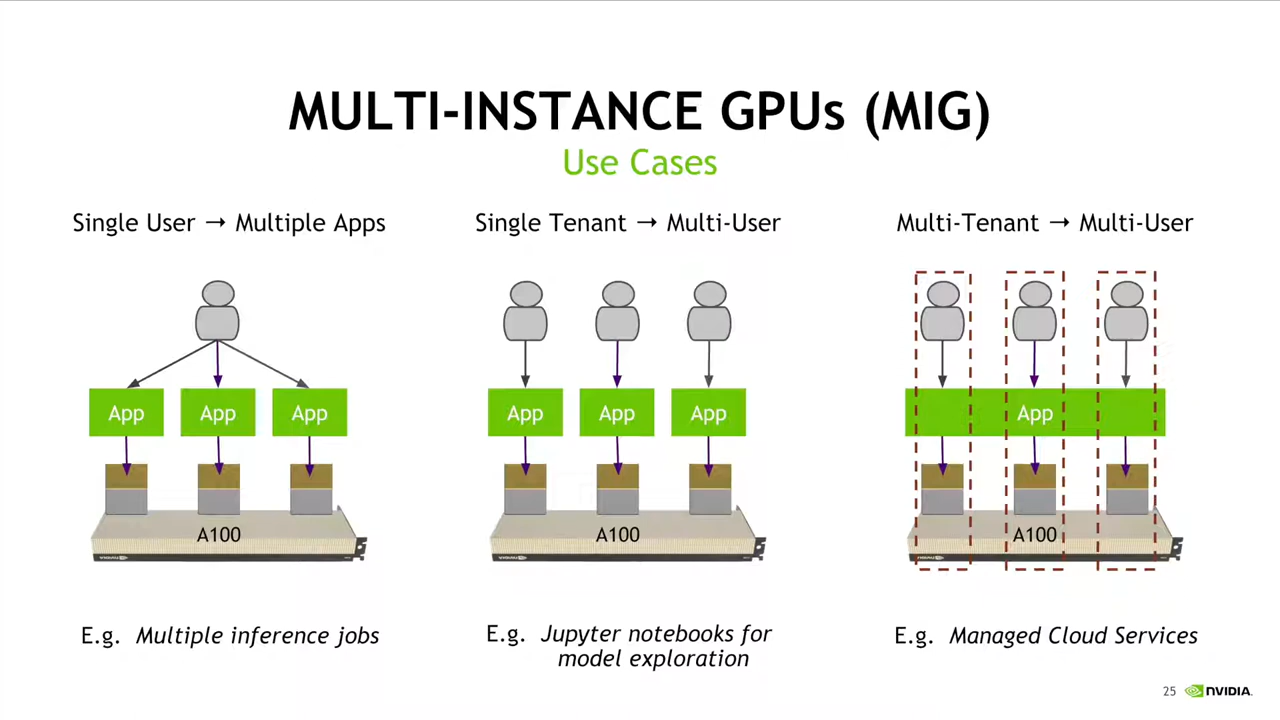 MULTI-INSTANCE GPUs (MIG)
Use Cases
Single User → Multiple Apps
App
App
App
A100
E.g. Multiple inference jobs
Single Tenant → Multi-User
App
App
App
A100
E.g. Jupyter notebooks for
model exploration
Multi-Tenant → Multi-User
App
A100
E.g. Managed Cloud Services
25
NVIDIA.